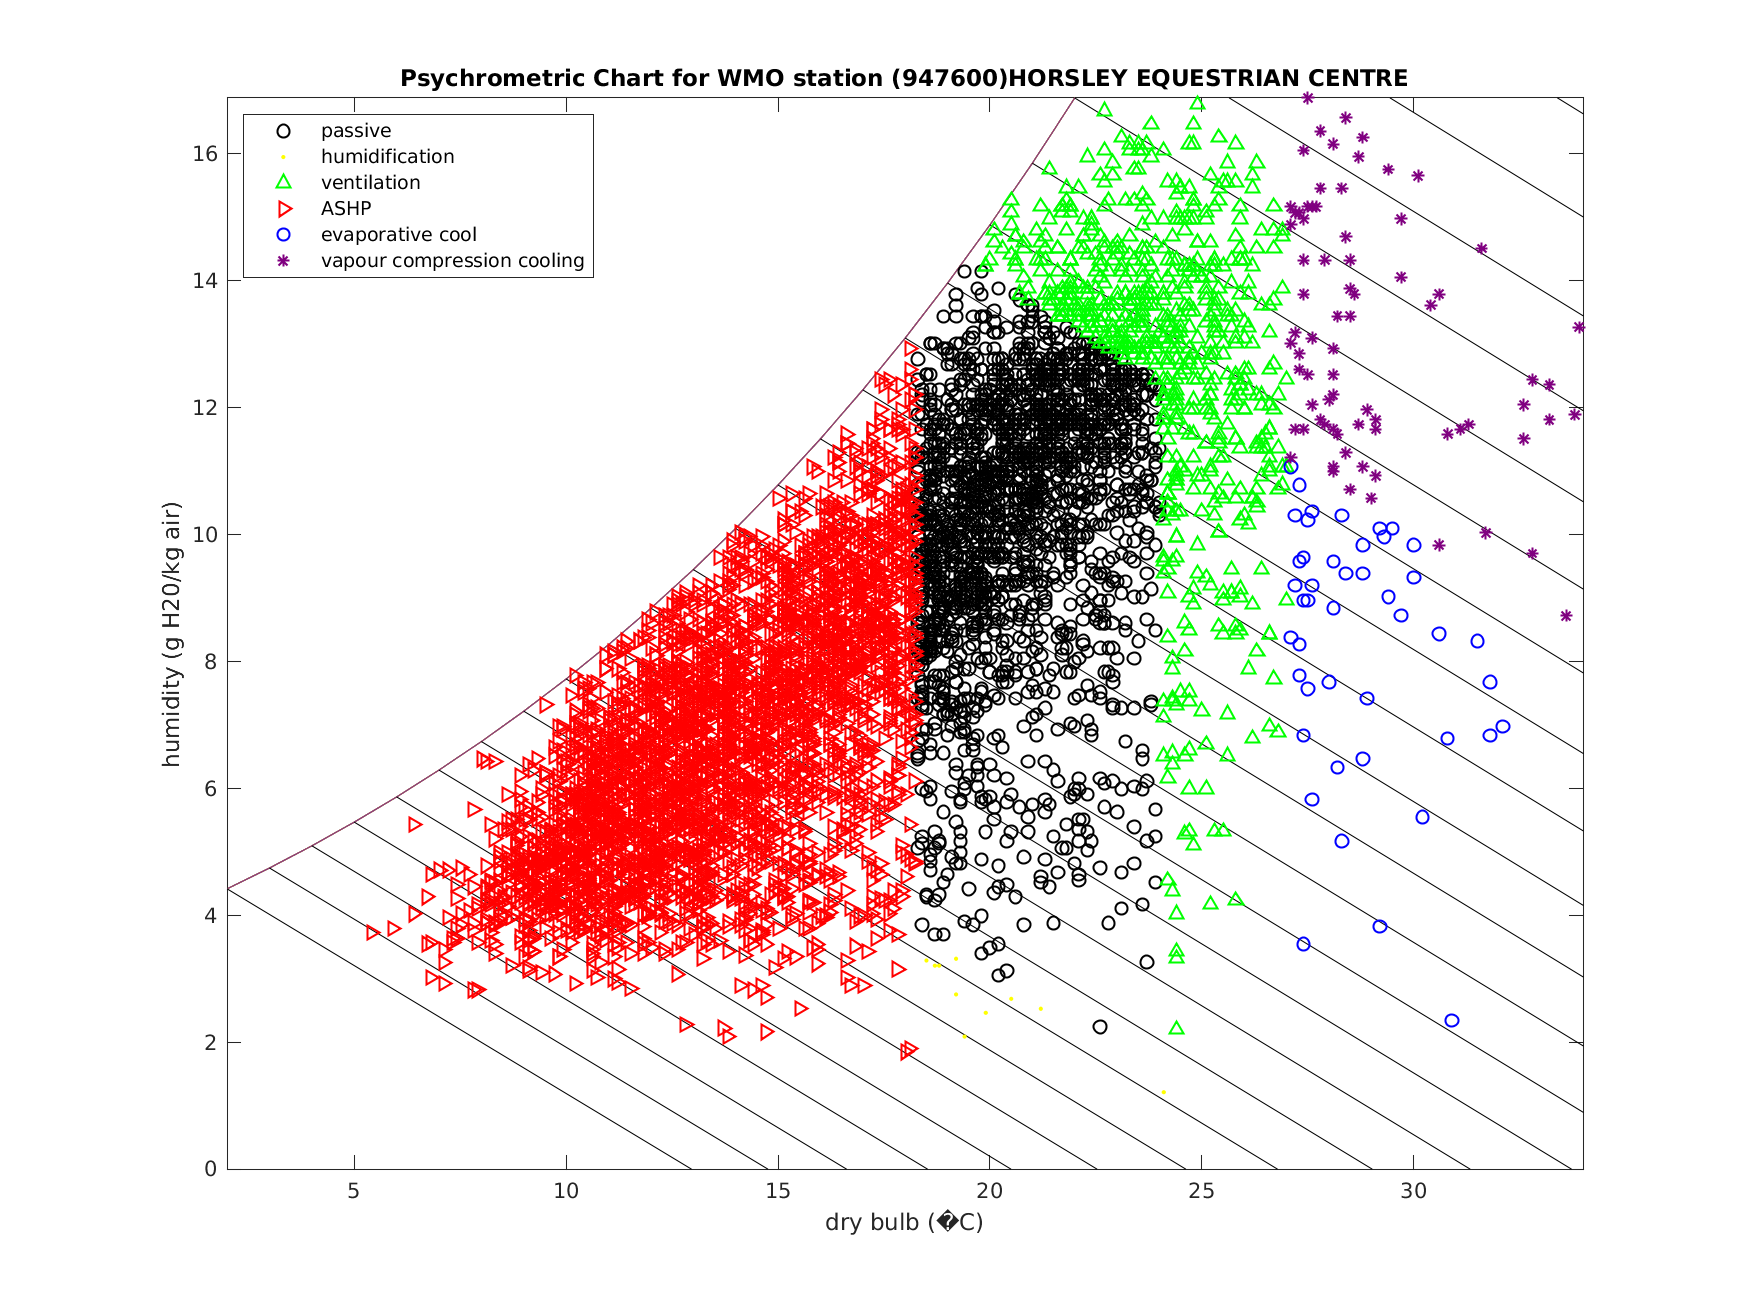 Psychrometric Chart for WMO station (947600)HORSLEY EQUESTRIAN CENTRE
passive
humidification
ventilation
ASHP
evaporative cool
vapour compression cooling
humidity (g H20/kg air)
16
14
12
10
8
6
4
2
0
5 10 15 20 25 30
dry bulb (�C)